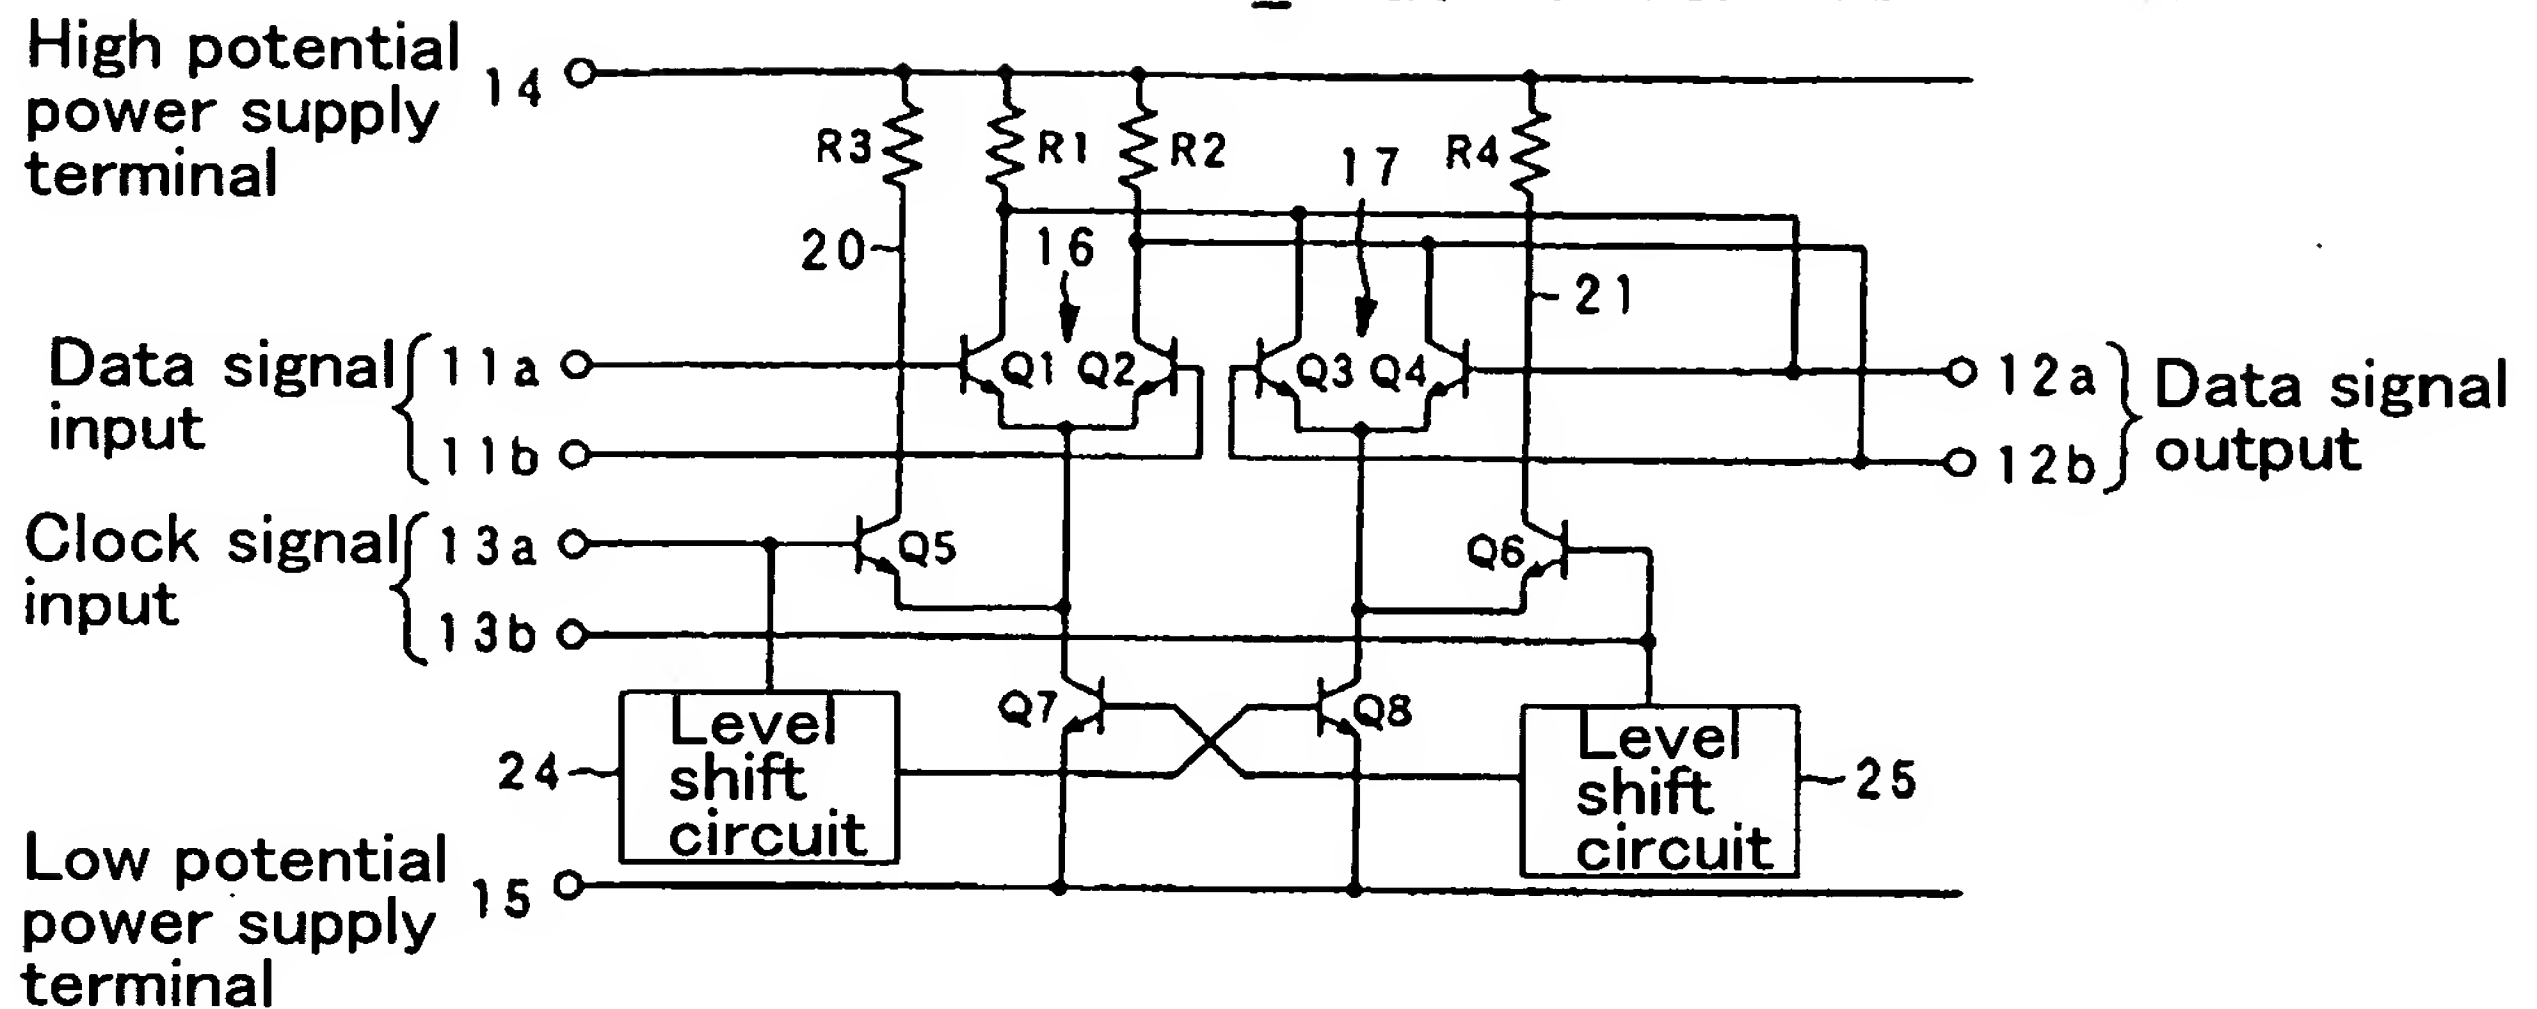 High potential
power supply
terminal
14
R3
R1
R2
17
R4
20
16
21
Data signal
input
11a
11b
Q1
Q2
Q3
Q4
12a
12b
Data signal
output
Clock signal
input
13a
13b
Q5
Q6
Q7
Q8
Level
shift
circuit
24
Level
shift
circuit
25
Low potential
power supply
terminal
15